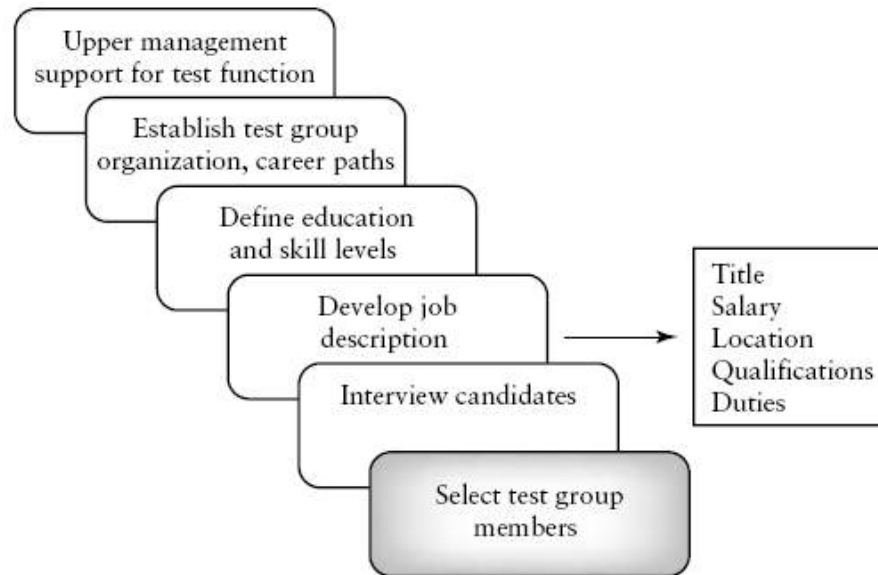 Upper management
support for test function
Establish test group
organization, career paths
Define education
and skill levels
Develop job
description
Interview candidates
Select test group
members
Title
Salary
Location
Qualifications
Duties